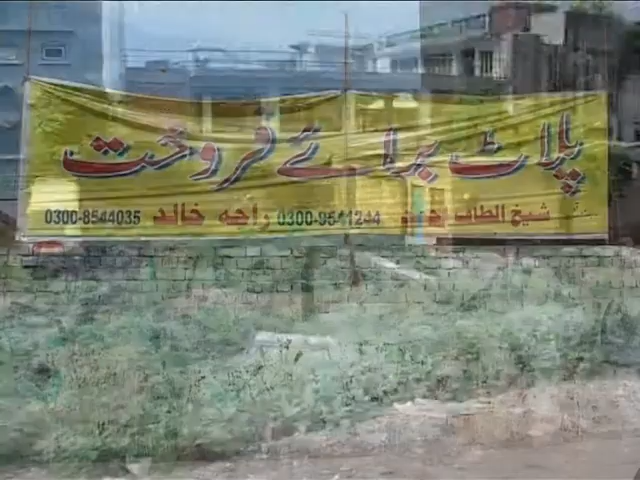 پلاٹ برائے فروخت
شیخ الطاف 0300-9541244 راجہ خالد 0300-8544035